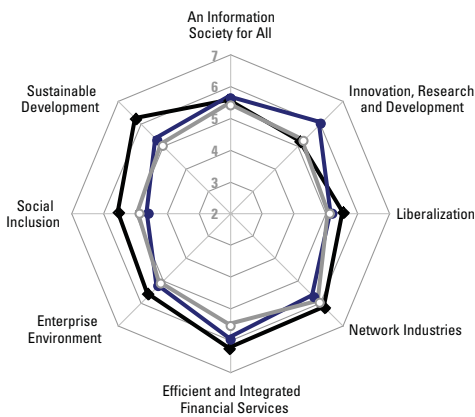 An Information
Society for All
7
6
5
4
3
2
Innovation, Research
and Development
Liberalization
Network Industries
Efficient and Integrated
Financial Services
Enterprise
Environment
Social
Inclusion
Sustainable
Development